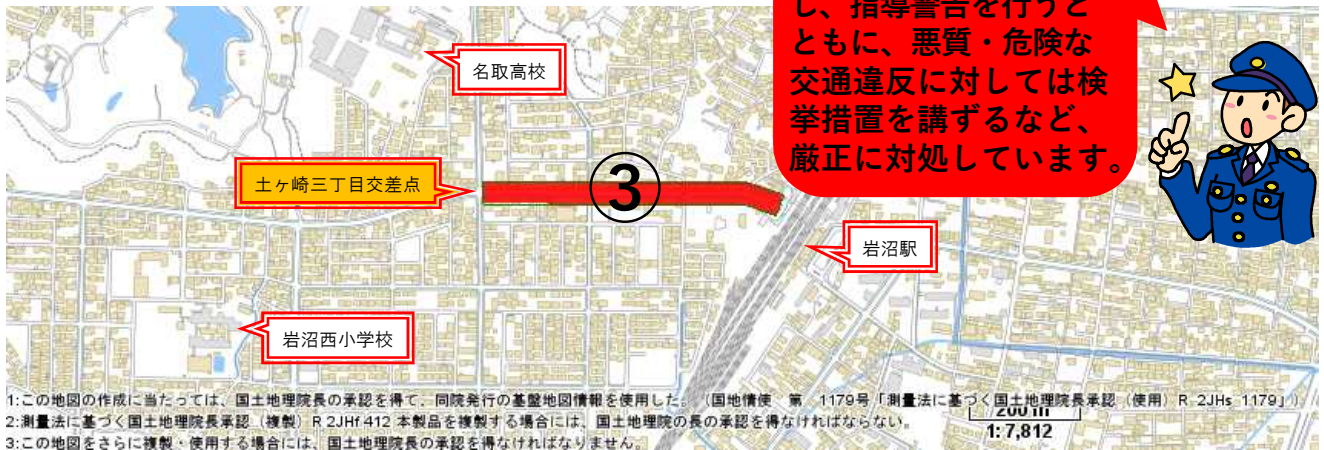 し、指導警告を行うと
ともに、悪質・危険な
交通違反に対しては検
挙措置を講ずるなど、
厳正に対処しています。
名取高校
土ヶ崎三丁目交差点
③
岩沼駅
岩沼西小学校
1:この地図の作成に当たっては、国土地理院長の承認を得て、同院発行の基盤地図情報を使用した。（国地情使　第　1179号「測量法に基づく国土地理院長承認（使用）R 2JHs 1179」）
2:測量法に基づく国土地理院長承認（複製）R 2JHf 412 本製品を複製する場合には、国土地理院の長の承認を得なければならない。
3:この地図をさらに複製・使用する場合には、国土地理院長の承認を得なければなりません。
200 m
1: 7,812